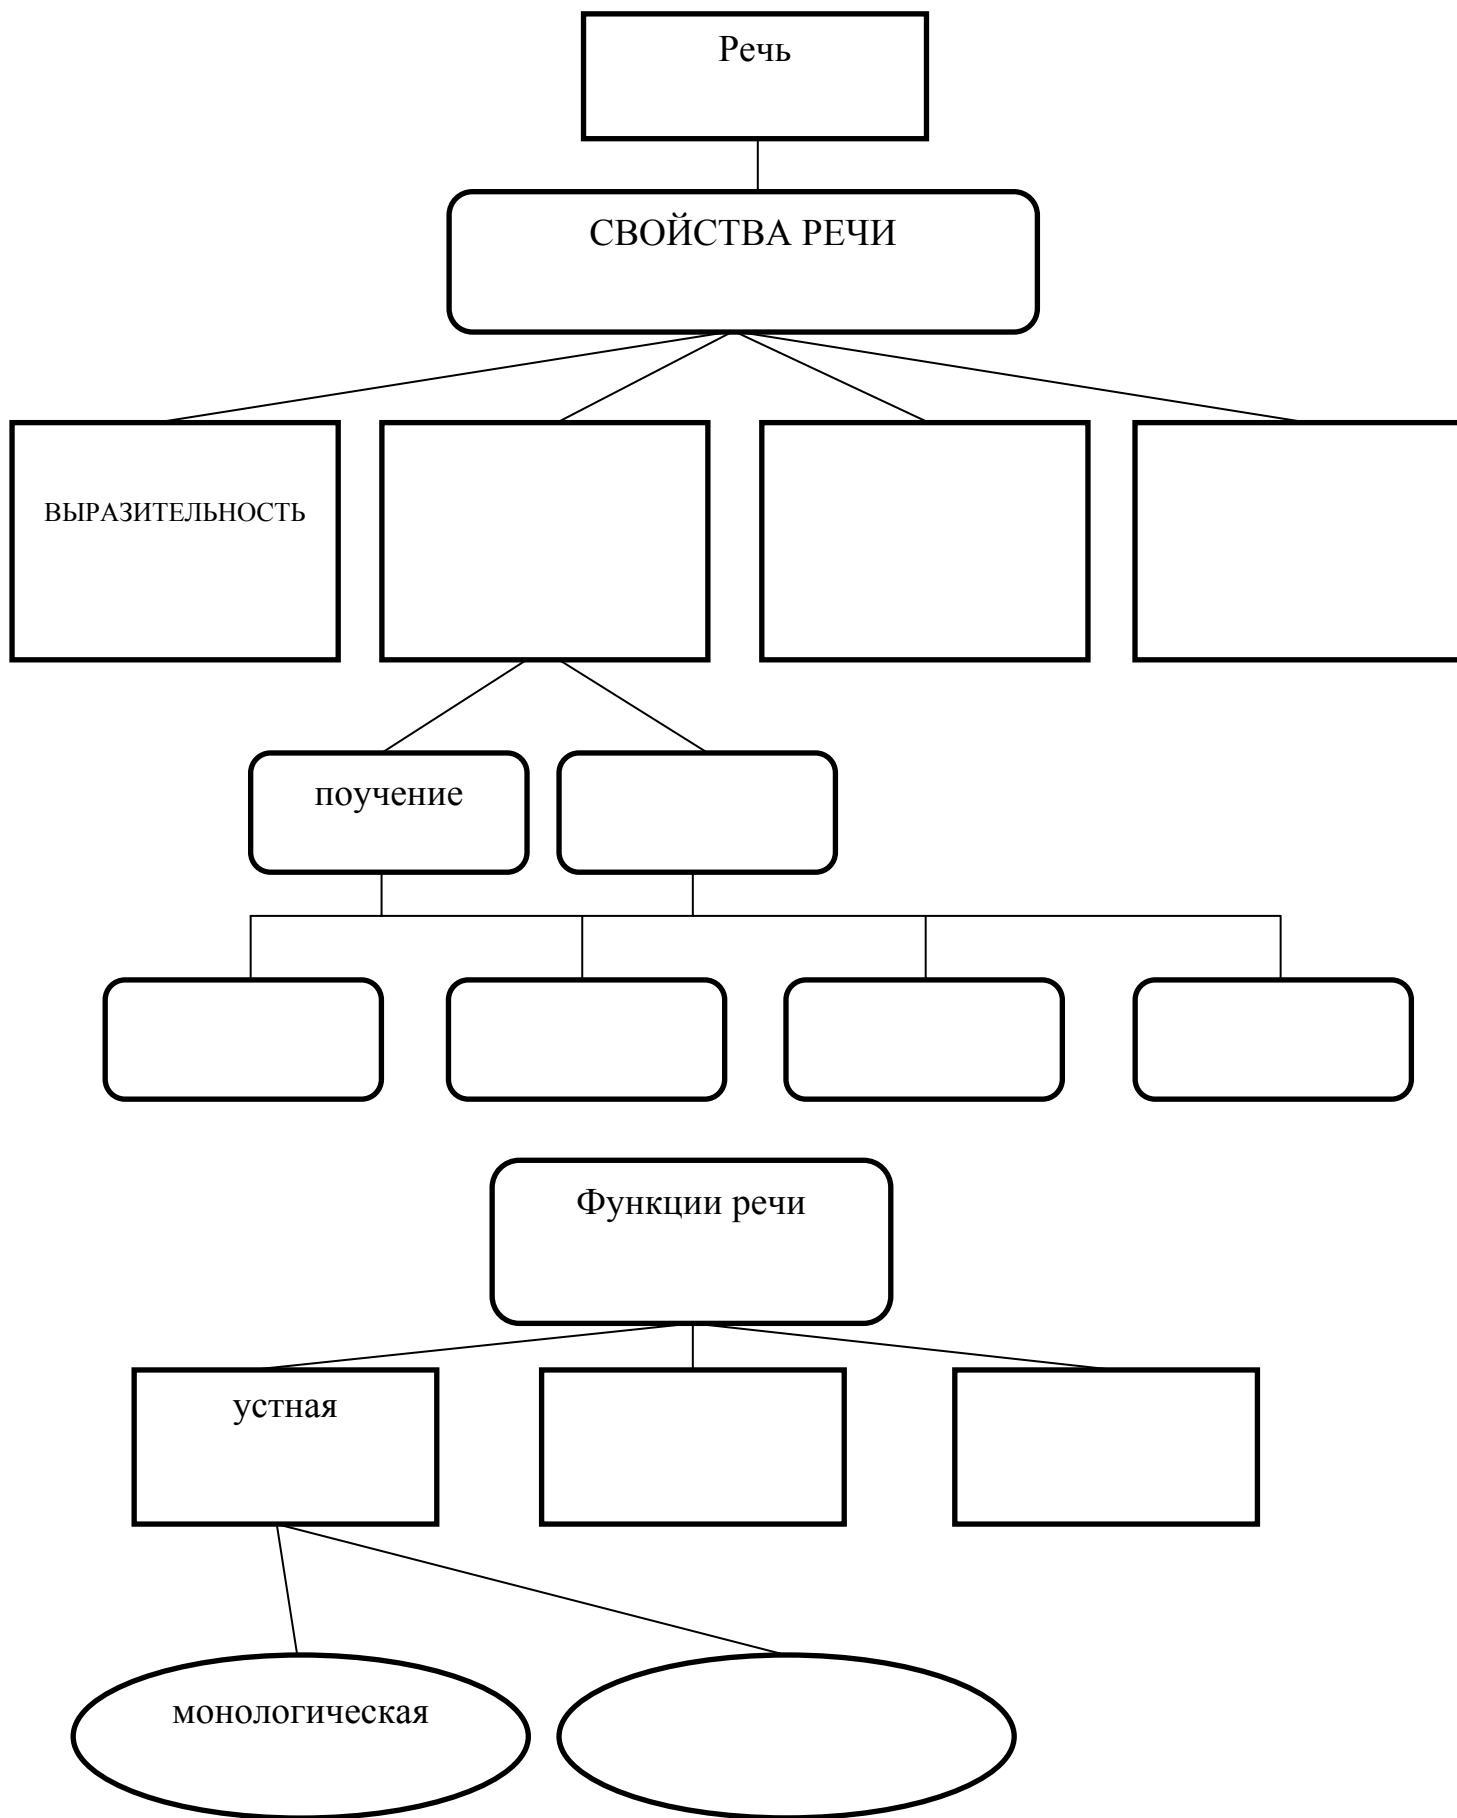 Речь
СВОЙСТВА РЕЧИ
ВЫРАЗИТЕЛЬНОСТЬ
поучение
Функции речи
устная
монологическая